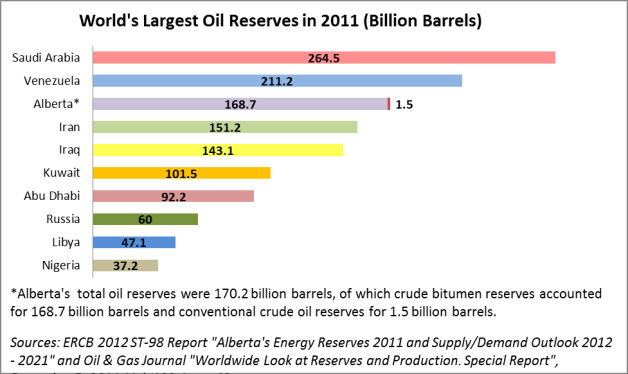 World's Largest Oil Reserves in 2011 (Billion Barrels)
Saudi Arabia 264.5
Venezuela 211.2
Alberta* 168.7 1.5
Iran 151.2
Iraq 143.1
Kuwait 101.5
Abu Dhabi 92.2
Russia 60
Libya 47.1
Nigeria 37.2
*Alberta's total oil reserves were 170.2 billion barrels, of which crude bitumen reserves accounted
for 168.7 billion barrels and conventional crude oil reserves for 1.5 billion barrels.
Sources: ERCB 2012 ST-98 Report "Alberta's Energy Reserves 2011 and Supply/Demand Outlook 2012
- 2021" and Oil & Gas Journal "Worldwide Look at Reserves and Production. Special Report",